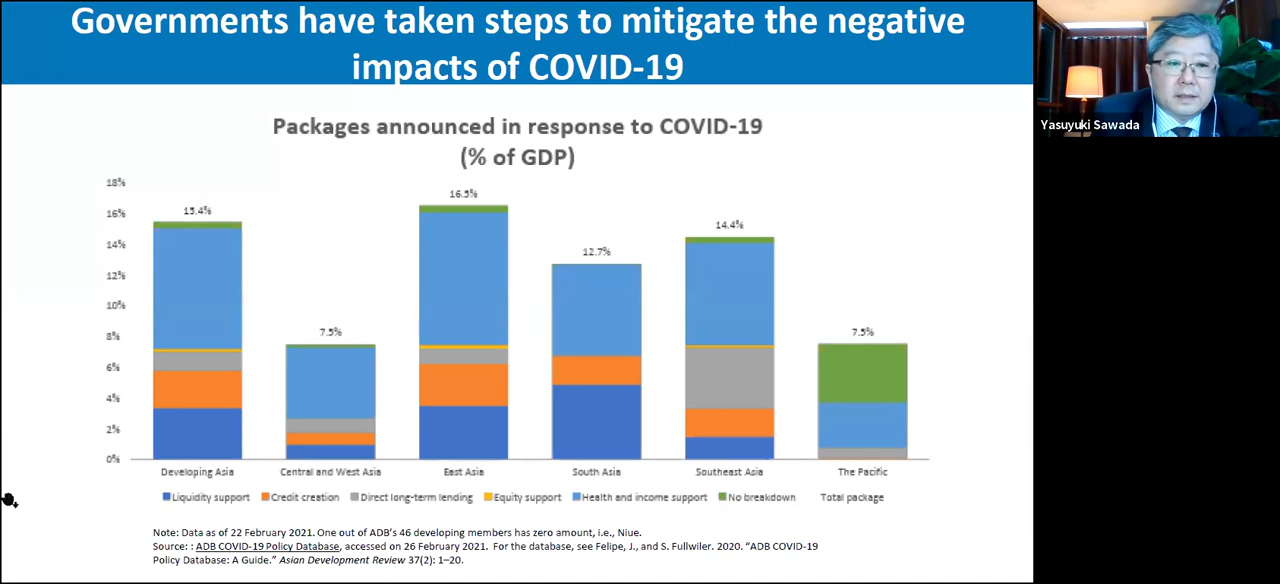 Governments have taken steps to mitigate the negative
impacts of COVID-19
Yasuyuki Sawada
Packages announced in response to COVID-19
(% of GDP)
18%
16%
14%
12%
10%
8%
6%
4%
2%
0%
15.4%
7.5%
16.5%
12.7%
14.4%
7.5%
Developing Asia
Central and West Asia
East Asia
South Asia
Southeast Asia
The Pacific
Liquidity support
Credit creation
Direct long-term lending
Equity support
Health and income support
No breakdown
Total package
Note: Data as of 22 February 2021. One out of ADB's 46 developing members has zero amount, i.e., Niue.
Source: : ADB COVID-19 Policy Database, accessed on 26 February 2021. For the database, see Felipe, J., and S. Fullwiler. 2020. “ADB COVID-19
Policy Database: A Guide.” Asian Development Review 37(2): 1–20.